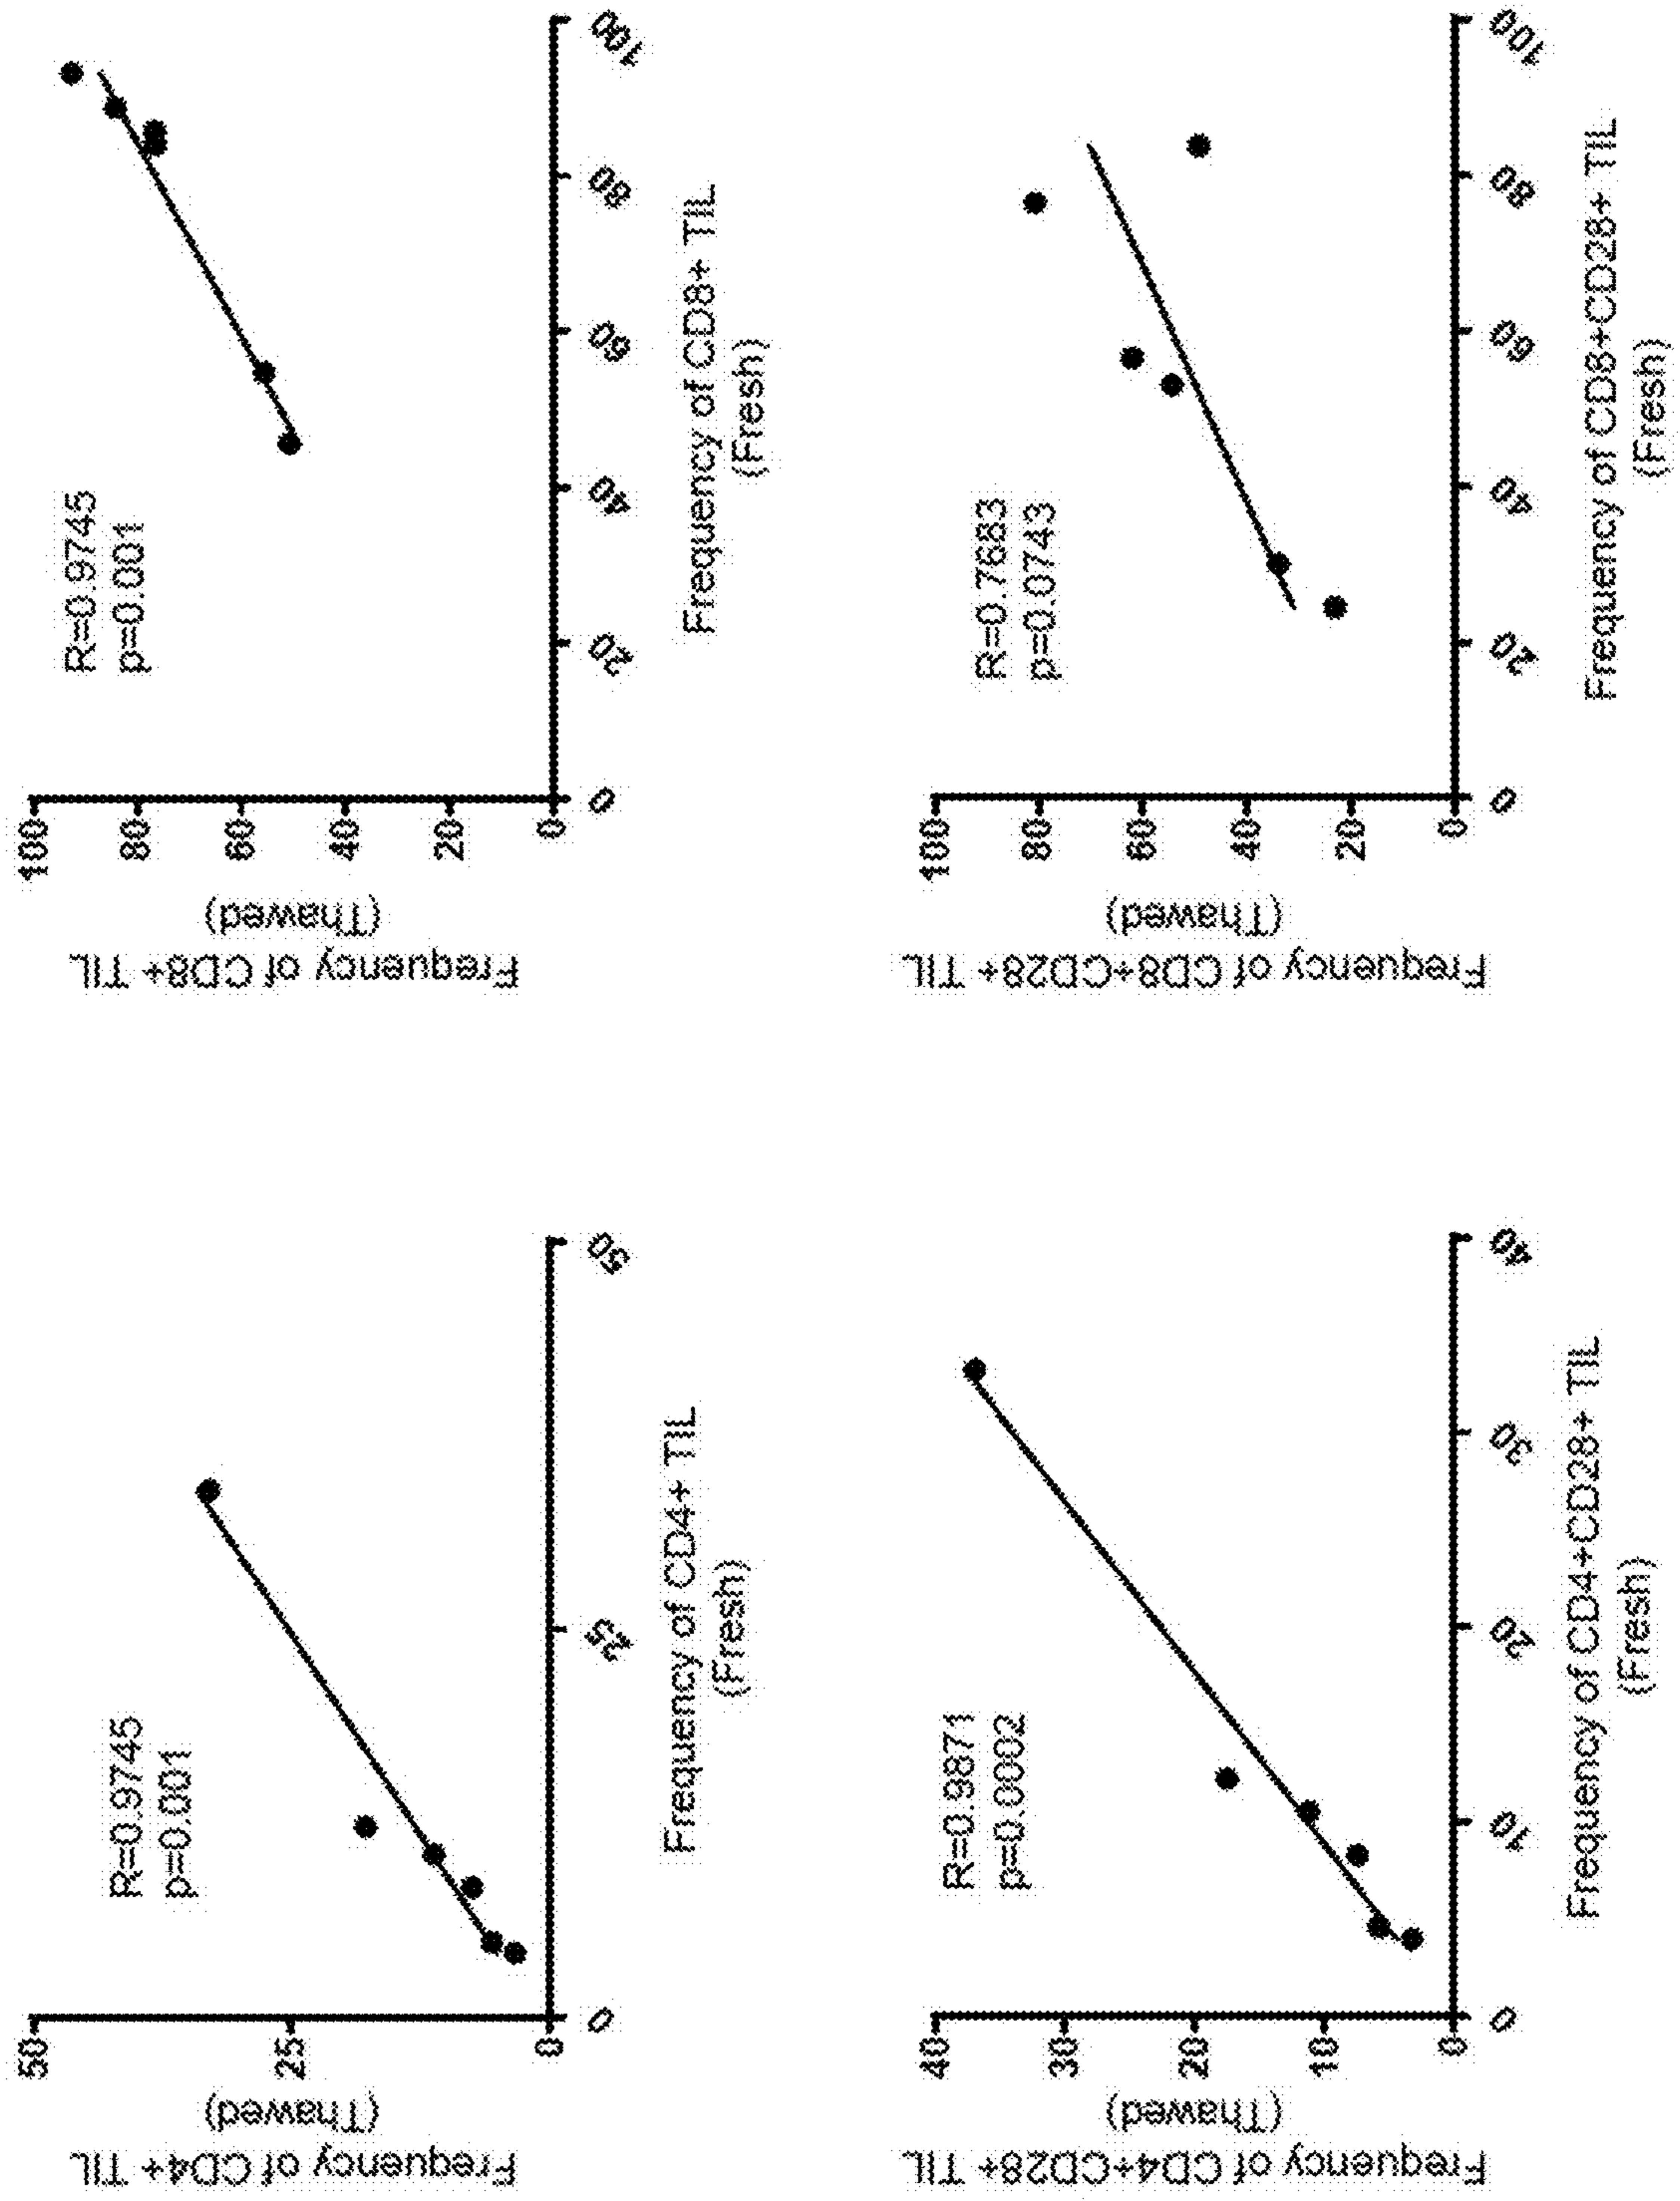 Frequency of CD4+ TIL
(Thawed)
50
25
0
R=0.9745
p=0.001
0
25
50
Frequency of CD4+ TIL
(Fresh)
Frequency of CD8+ TIL
(Thawed)
100
80
60
40
20
0
R=0.9745
p=0.001
0
20
40
60
80
100
Frequency of CD8+ TIL
(Fresh)
Frequency of CD4+CD28+ TIL
(Thawed)
40
30
20
10
0
R=0.9871
p=0.0002
0
10
20
30
40
Frequency of CD4+CD28+ TIL
(Fresh)
Frequency of CD8+CD28+ TIL
(Thawed)
100
80
60
40
20
0
R=0.7683
p=0.0743
0
20
40
60
80
100
Frequency of CD8+CD28+ TIL
(Fresh)